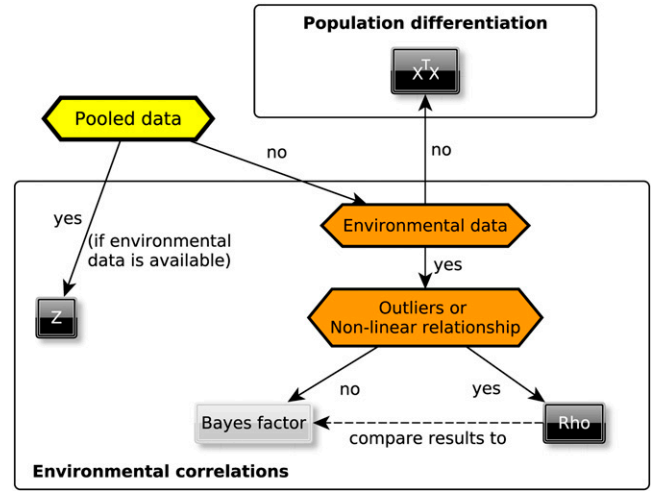 Population differentiation
XᵀX
Pooled data
no
no
yes
(if environmental
data is available)
Environmental data
yes
Z
Outliers or
Non-linear relationship
no
yes
Bayes factor
Rho
compare results to
Environmental correlations